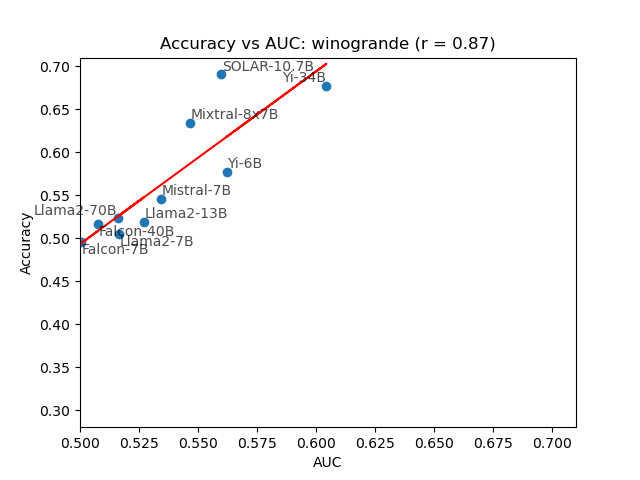 Accuracy vs AUC: winogrande (r = 0.87)
0.70
0.65
0.60
0.55
0.50
0.45
0.40
0.35
0.30
Accuracy
SOLAR-10.7B
Yi-34B
Mixtral-8x7B
Yi-6B
Mistral-7B
Llama2-70B
Llama2-13B
Falcon-40B
Llama2-7B
Falcon-7B
0.500 0.525 0.550 0.575 0.600 0.625 0.650 0.675 0.700
AUC